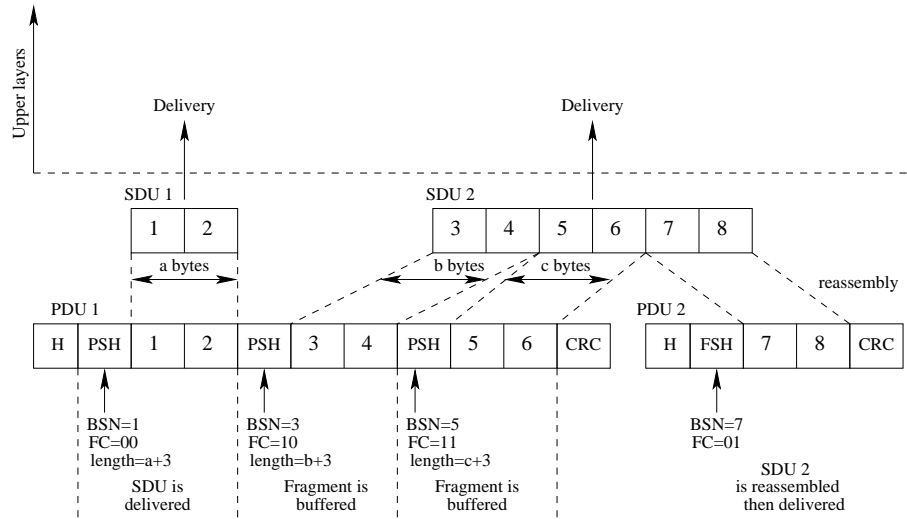 Upper layers
Delivery
Delivery
SDU 1
SDU 2
1 2
3 4 5 6 7 8
a bytes
b bytes
c bytes
reassembly
PDU 1
PDU 2
H PSH 1 2 PSH 3 4 PSH 5 6 CRC
H FSH 7 8 CRC
BSN=1
FC=00
length=a+3
BSN=3
FC=10
length=b+3
BSN=5
FC=11
length=c+3
BSN=7
FC=01
SDU is
delivered
Fragment is
buffered
Fragment is
buffered
SDU 2
is reassembled
then delivered